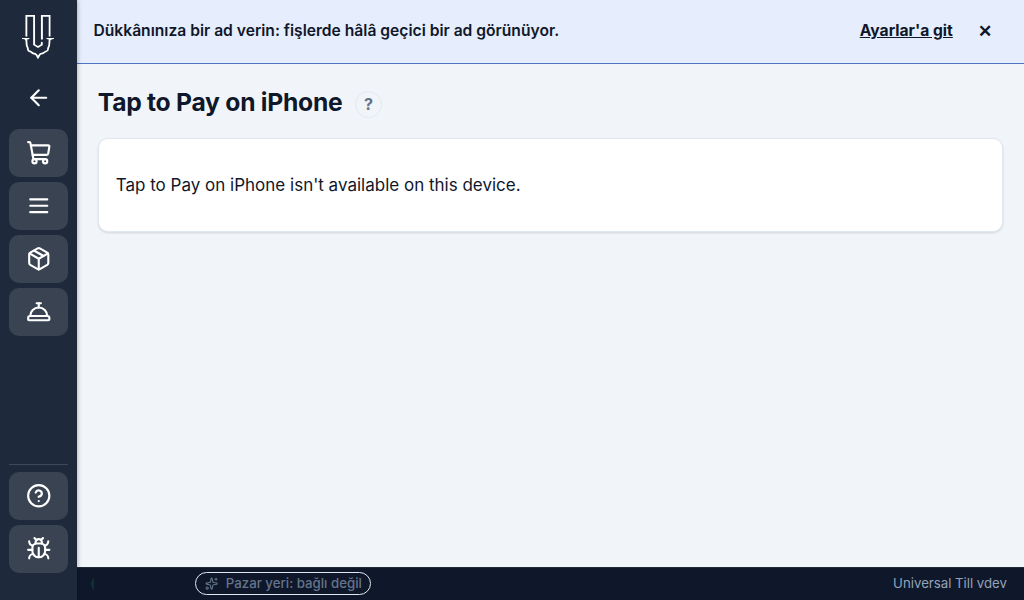 Dükkânınıza bir ad verin: fişlerde hâlâ geçici bir ad görünüyor.
Ayarlar'a git ✕
Tap to Pay on iPhone ?
Tap to Pay on iPhone isn't available on this device.
Pazar yeri: bağlı değil
Universal Till vdev